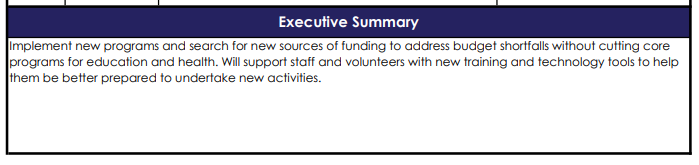 Executive Summary
Implement new programs and search for new sources of funding to address budget shortfalls without cutting core
programs for education and health. Will support staff and volunteers with new training and technology tools to help
them be better prepared to undertake new activities.